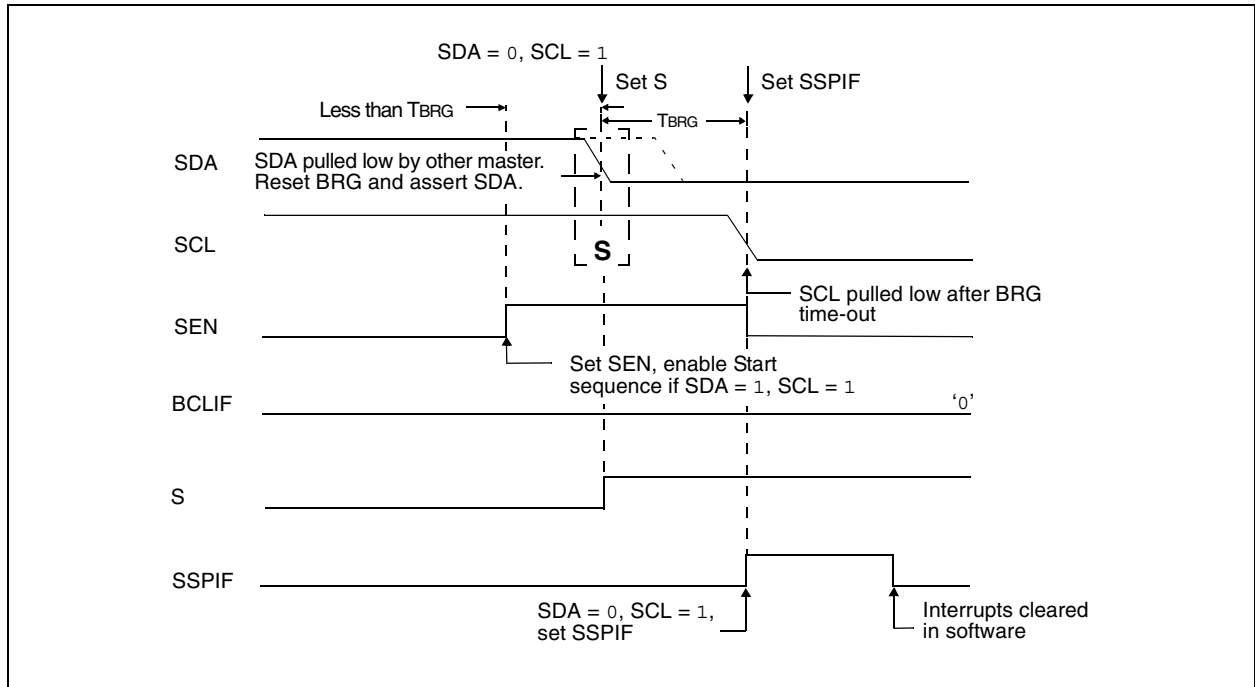 SDA = 0, SCL = 1
Set S
Set SSPIF
Less than TBRG
TBRG
SDA
SDA pulled low by other master.
Reset BRG and assert SDA.
SCL
S
SCL pulled low after BRG
time-out
SEN
Set SEN, enable Start
sequence if SDA = 1, SCL = 1
BCLIF
‘0’
S
SSPIF
SDA = 0, SCL = 1,
set SSPIF
Interrupts cleared
in software